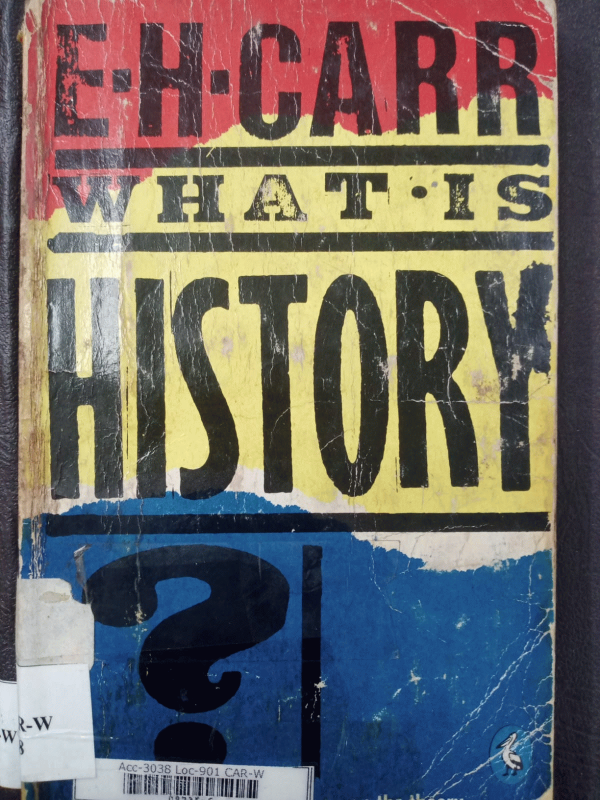 E·H·CARR
WHAT·IS
HISTORY
?
R-W
Acc-3038 Loc-901 CAR-W